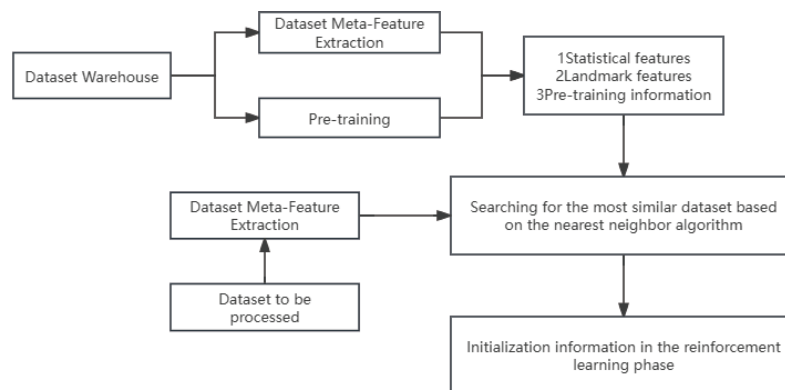 Dataset Meta-Feature
Extraction
Dataset Warehouse
Pre-training
1Statistical features
2Landmark features
3Pre-training information
Dataset Meta-Feature
Extraction
Searching for the most similar dataset based
on the nearest neighbor algorithm
Dataset to be
processed
Initialization information in the reinforcement
learning phase